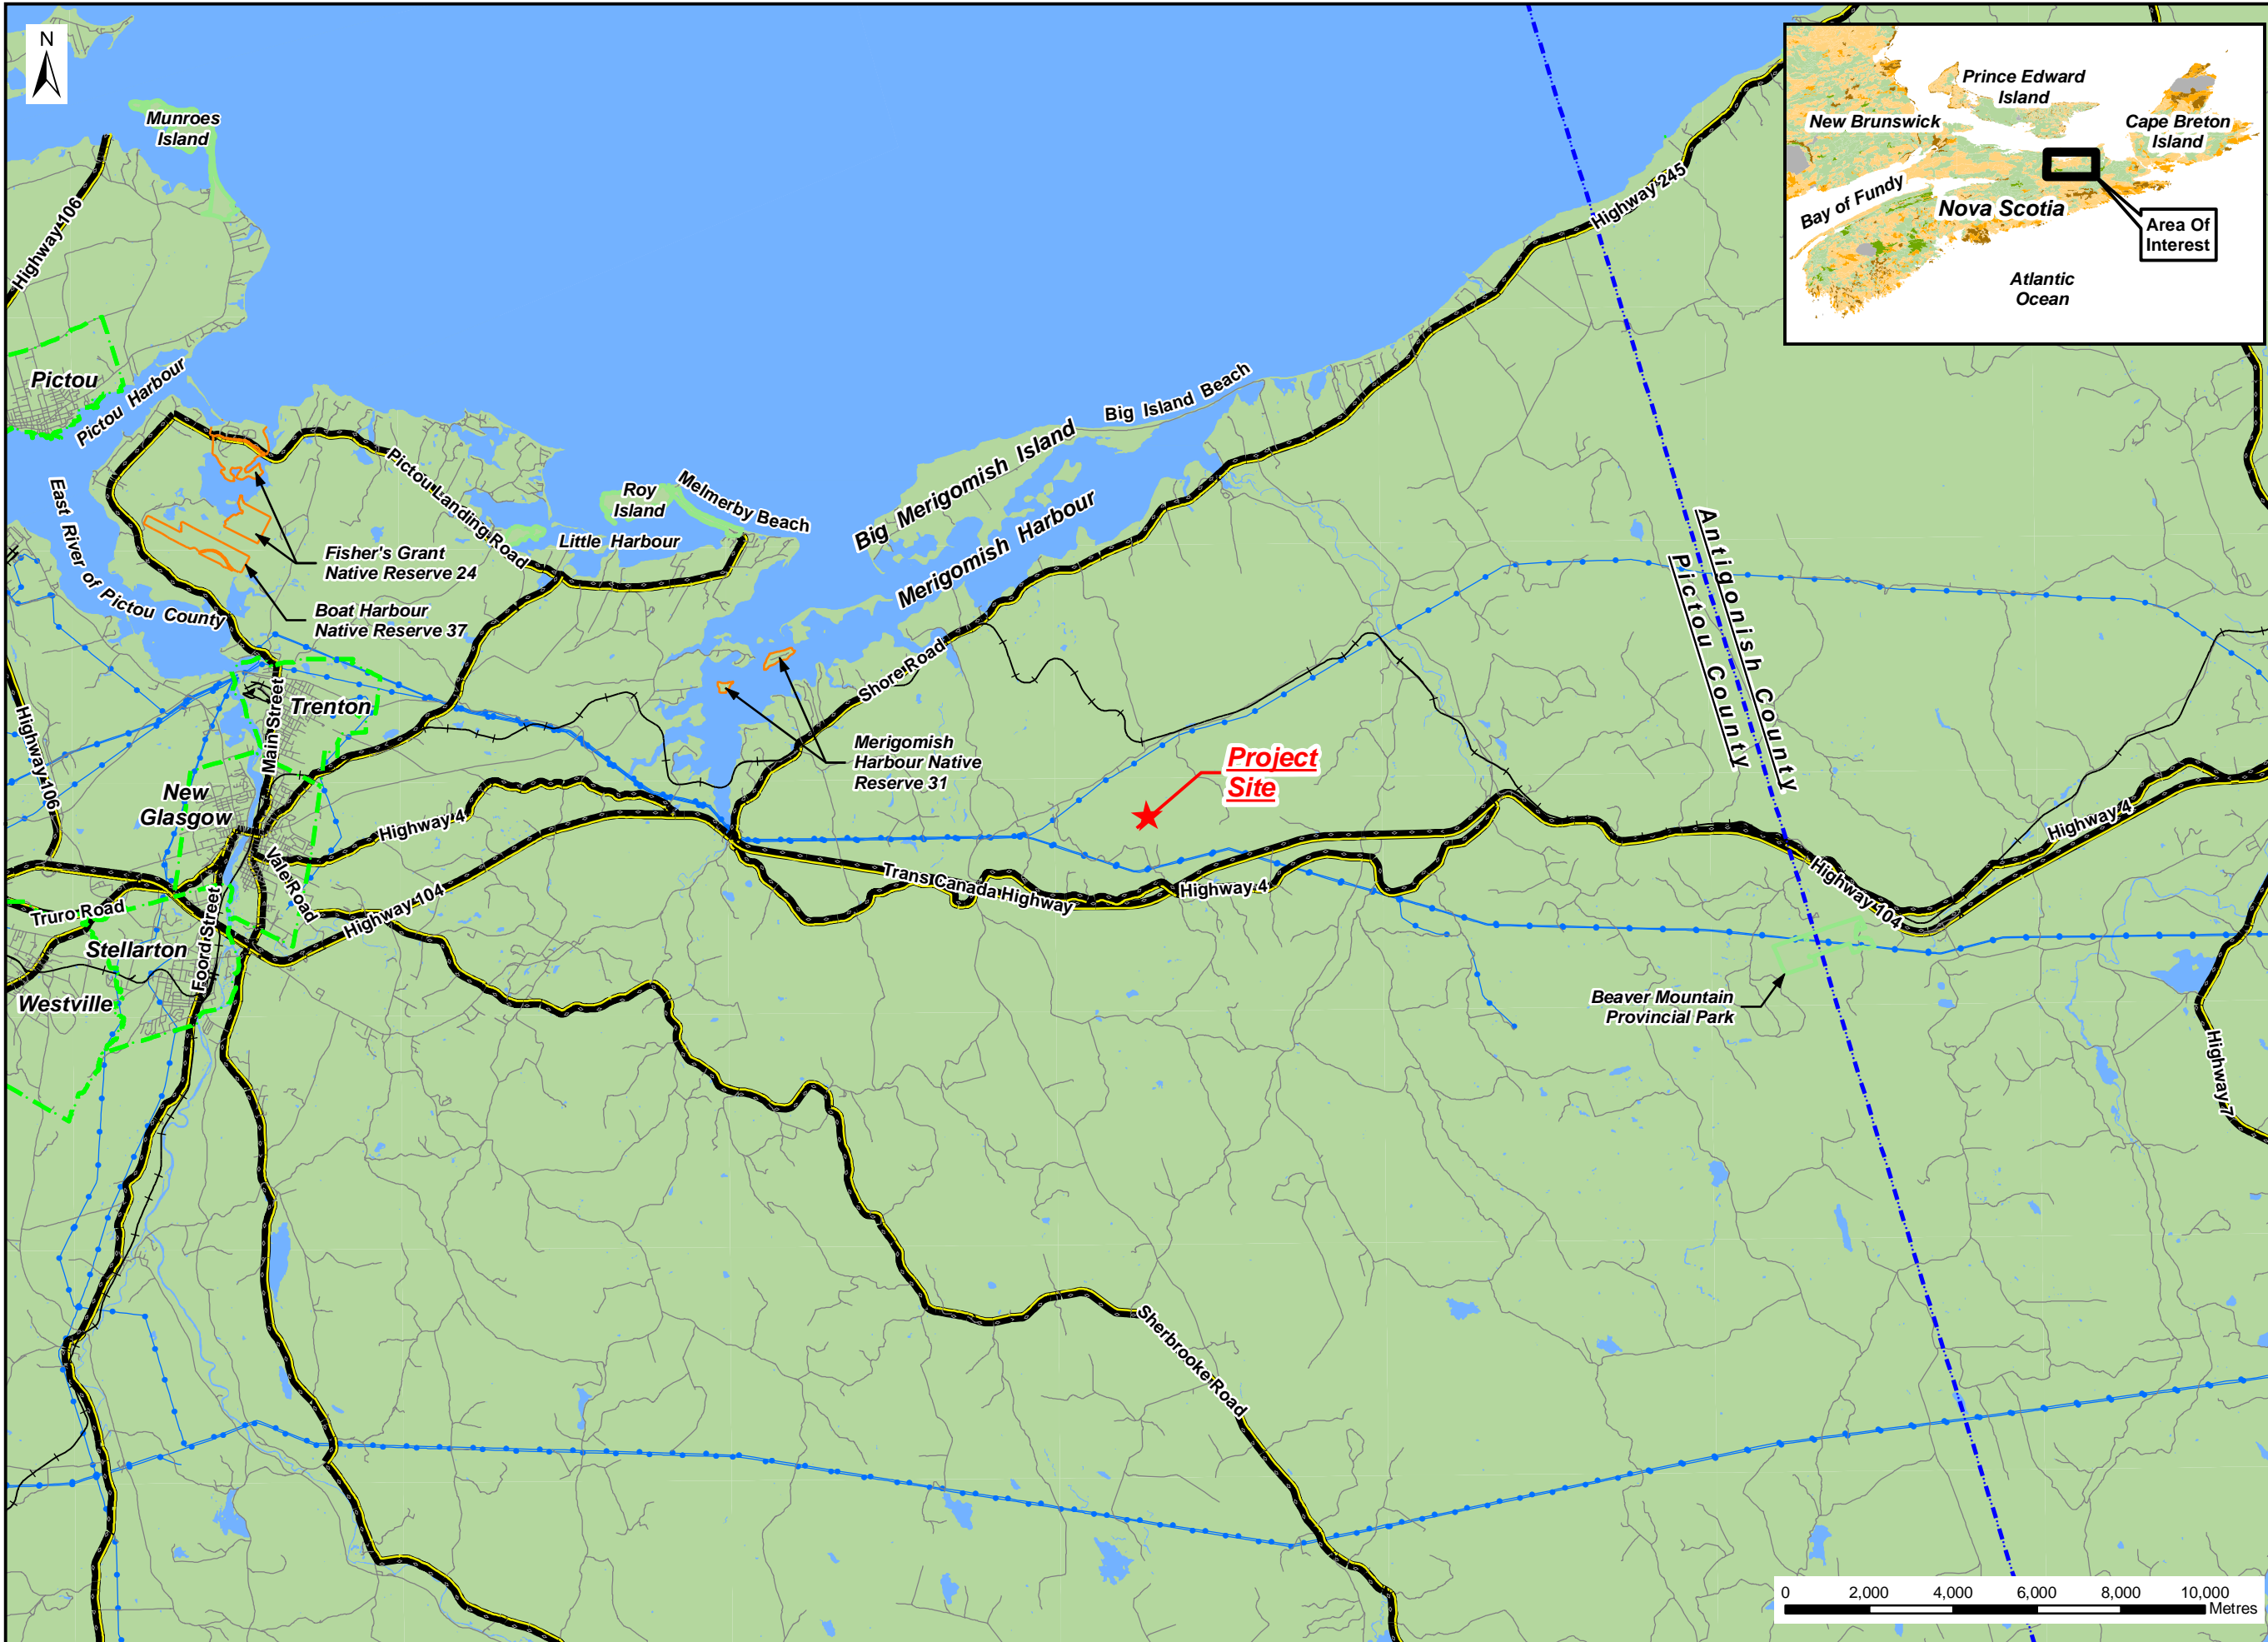 N
Munroes
Island
Highway 106
Pictou
Pictou Harbour
East River of Pictou County
Pictou Landing Road
Fisher's Grant
Native Reserve 24
Boat Harbour
Native Reserve 37
Roy
Island
Melmerby Beach
Little Harbour
Big Merigomish Island
Big Island Beach
Merigomish Harbour
Highway 245
Prince Edward
Island
New Brunswick
Cape Breton
Island
Bay of Fundy
Nova Scotia
Area Of
Interest
Atlantic
Ocean
Antigonish County
Pictou County
Shore Road
Merigomish
Harbour Native
Reserve 31
Project
Site
Trenton
Main Street
Highway 106
New
Glasgow
Highway 4
Vale Road
Highway 104
Trans Canada Highway
Highway 4
Highway 4
Highway 104
Truro Road
Stellarton
Foord Street
Westville
Beaver Mountain
Provincial Park
Highway 7
Sherbrooke Road
0 2,000 4,000 6,000 8,000 10,000
Metres